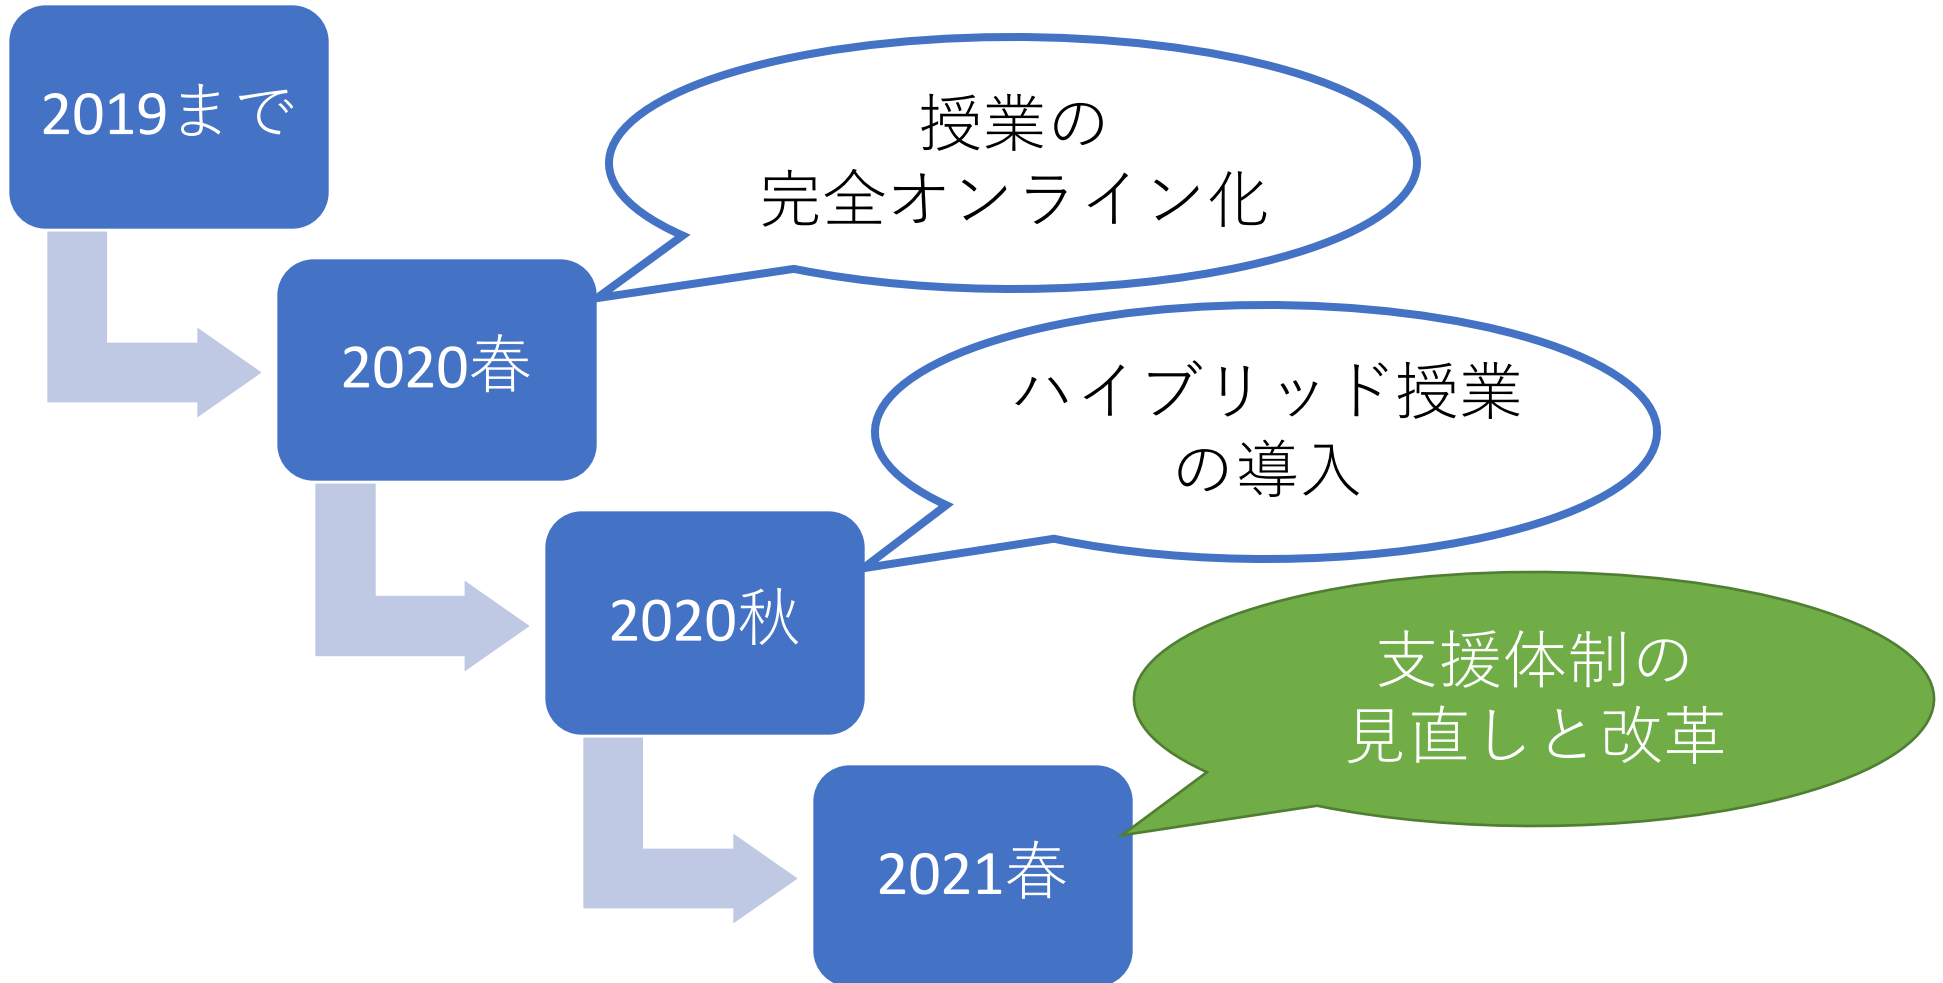 2019まで
授業の
完全オンライン化
2020春
ハイブリッド授業
の導入
2020秋
支援体制の
見直しと改革
2021春